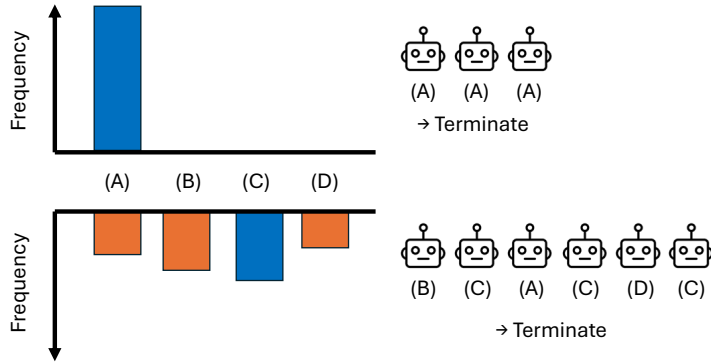 Frequency
(A) (A) (A)
→ Terminate
(A) (B) (C) (D)
Frequency
(B) (C) (A) (C) (D) (C)
→ Terminate